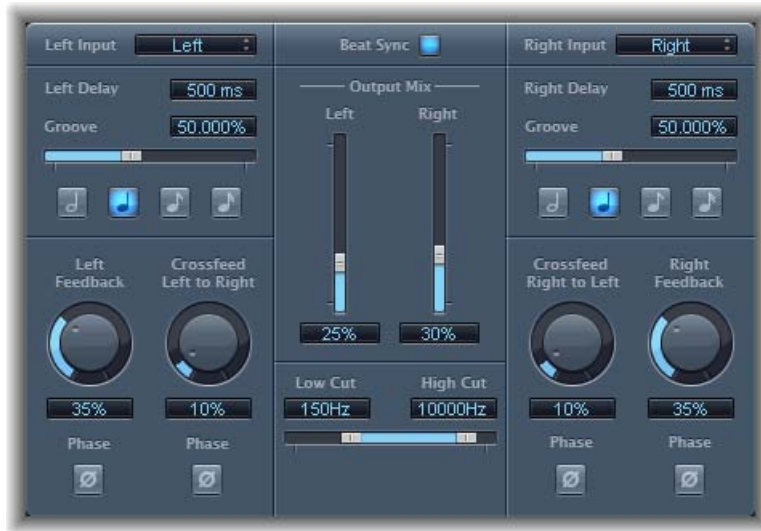 Left Input Left
Beat Sync
Right Input Right
Left Delay 500 ms
Groove 50.000%
Output Mix
Left Right
25% 30%
Right Delay 500 ms
Groove 50.000%
Left Feedback
Crossfeed Left to Right
35% 10%
Phase Phase
Ø Ø
Low Cut High Cut
150Hz 10000Hz
Crossfeed Right to Left
Right Feedback
10% 35%
Phase Phase
Ø Ø